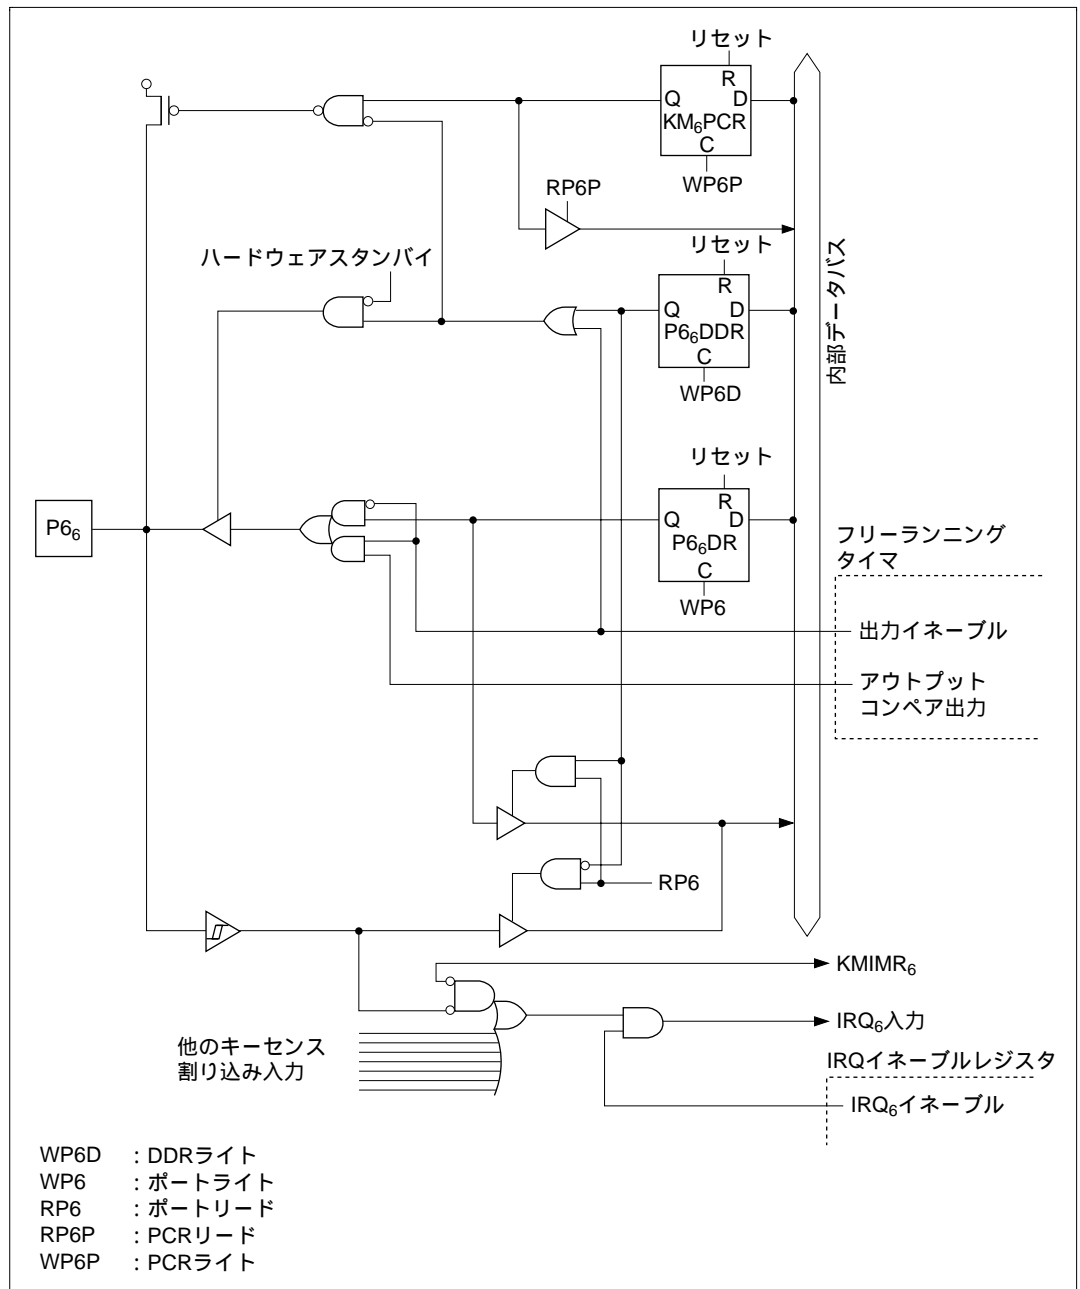 リセット
R
Q D
KM6PCR
C
WP6P
RP6P
ハードウェアスタンバイ
リセット
R
Q D
P66DDR
C
WP6D
内部データバス
リセット
R
Q D
P66DR
C
WP6
P66
フリーランニング
タイマ
出力イネーブル
アウトプット
コンペア出力
RP6
KMIMR6
IRQ6入力
他のキーセンス
割り込み入力
IRQイネーブルレジスタ
IRQ6イネーブル
WP6D :DDRライト
WP6 :ポートライト
RP6 :ポートリード
RP6P :PCRリード
WP6P :PCRライト